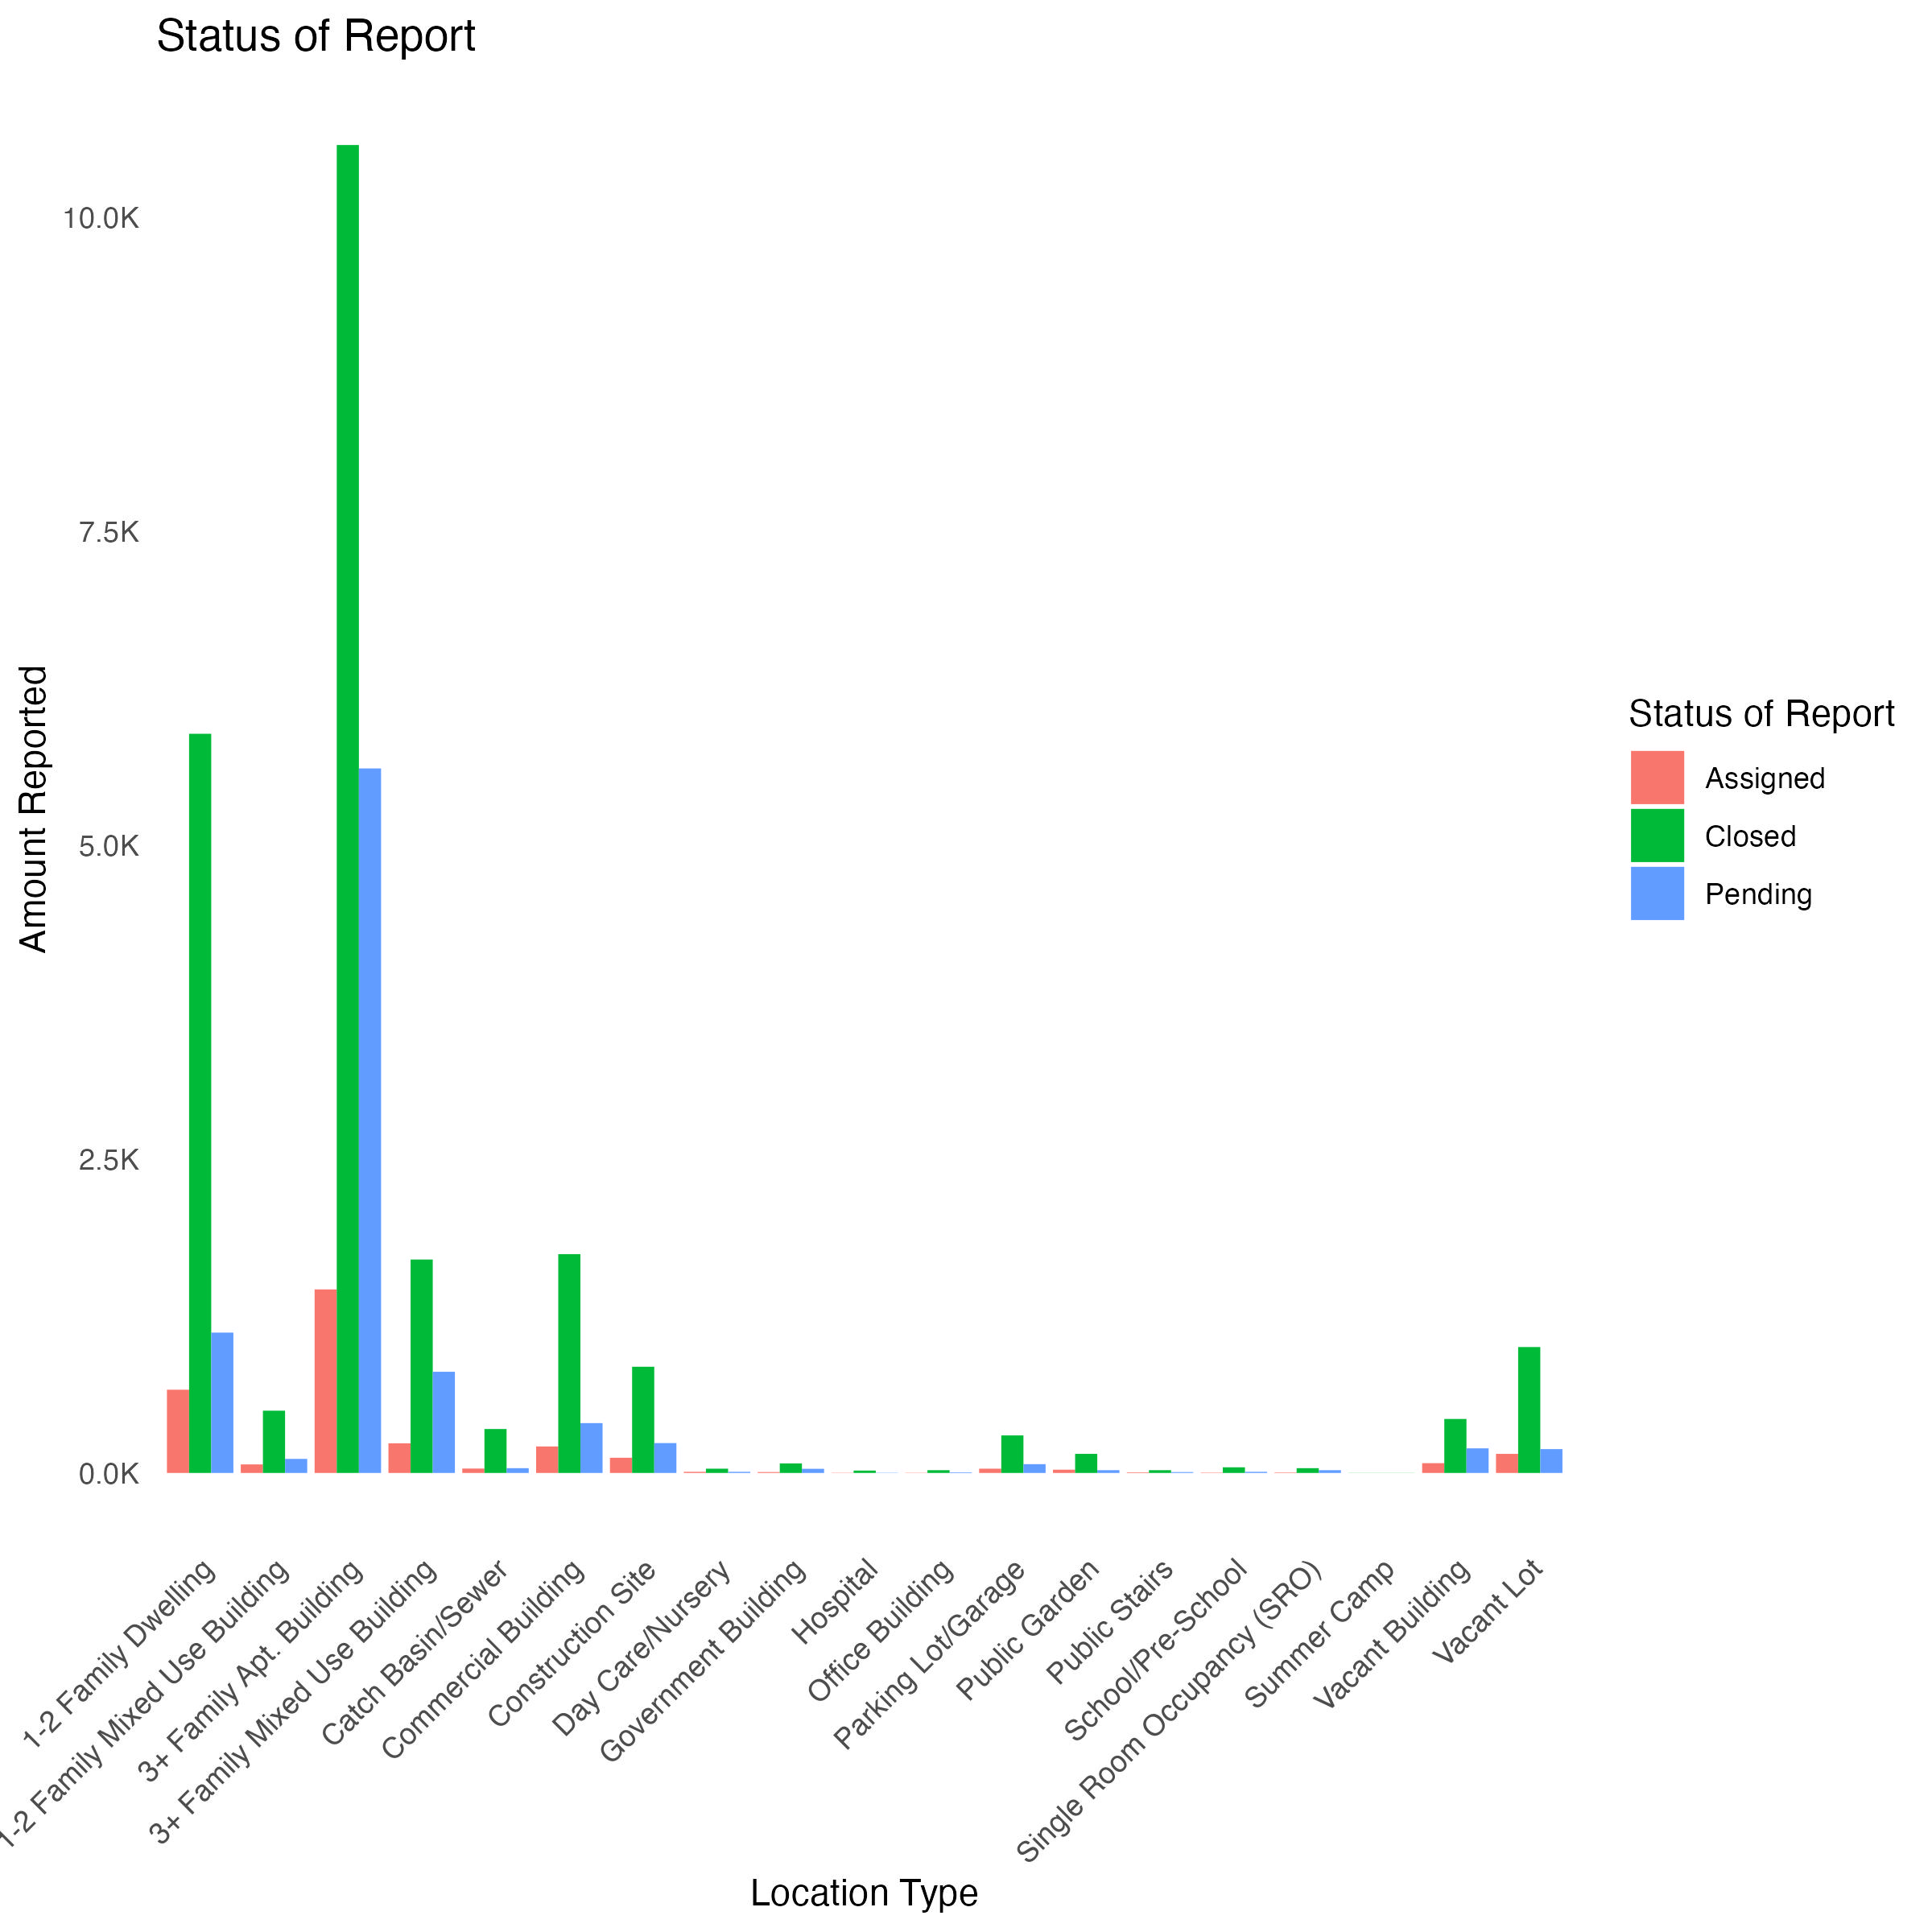 Status of Report
10.0K
7.5K
5.0K
2.5K
0.0K
Amount Reported
Status of Report
Assigned
Closed
Pending
1-2 Family Dwelling
1-2 Family Mixed Use Building
3+ Family Apt. Building
3+ Family Mixed Use Building
Catch Basin/Sewer
Commercial Building
Construction Site
Day Care/Nursery
Government Building
Hospital
Office Building
Parking Lot/Garage
Public Garden
Public Stairs
School/Pre-School
Single Room Occupancy (SRO)
Summer Camp
Vacant Building
Vacant Lot
Location Type